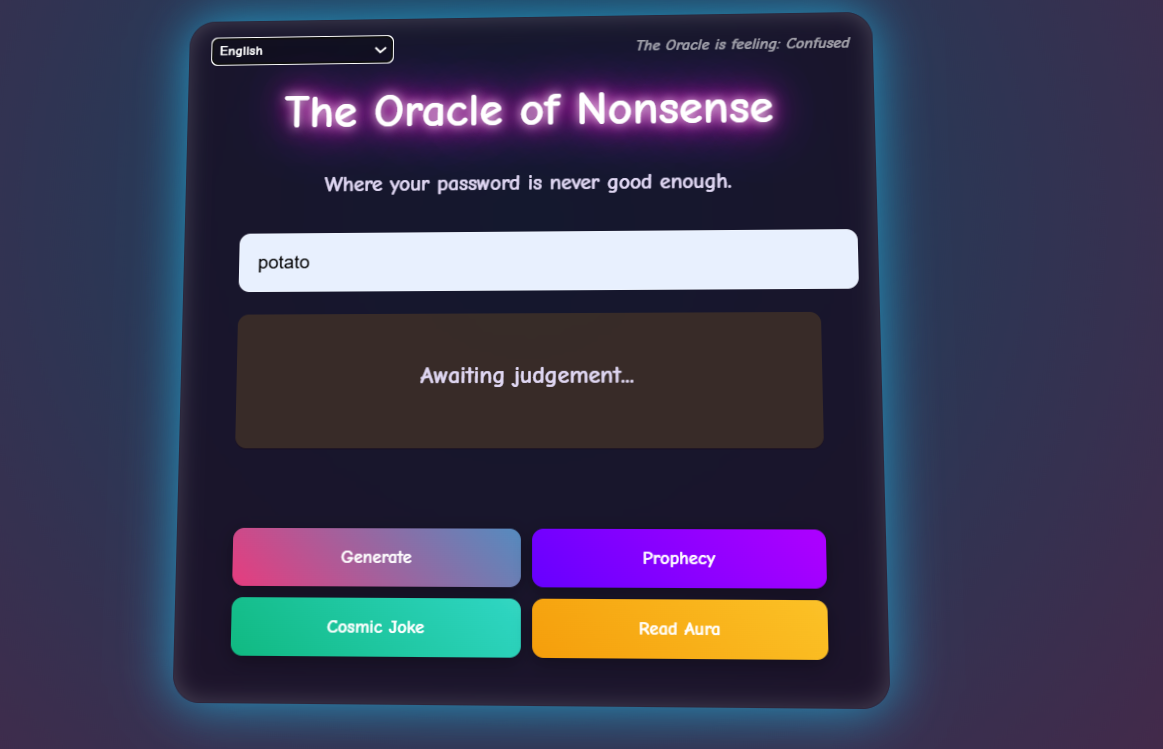 English
The Oracle is feeling: Confused
The Oracle of Nonsense
Where your password is never good enough.
potato
Awaiting judgement...
Generate
Prophecy
Cosmic Joke
Read Aura